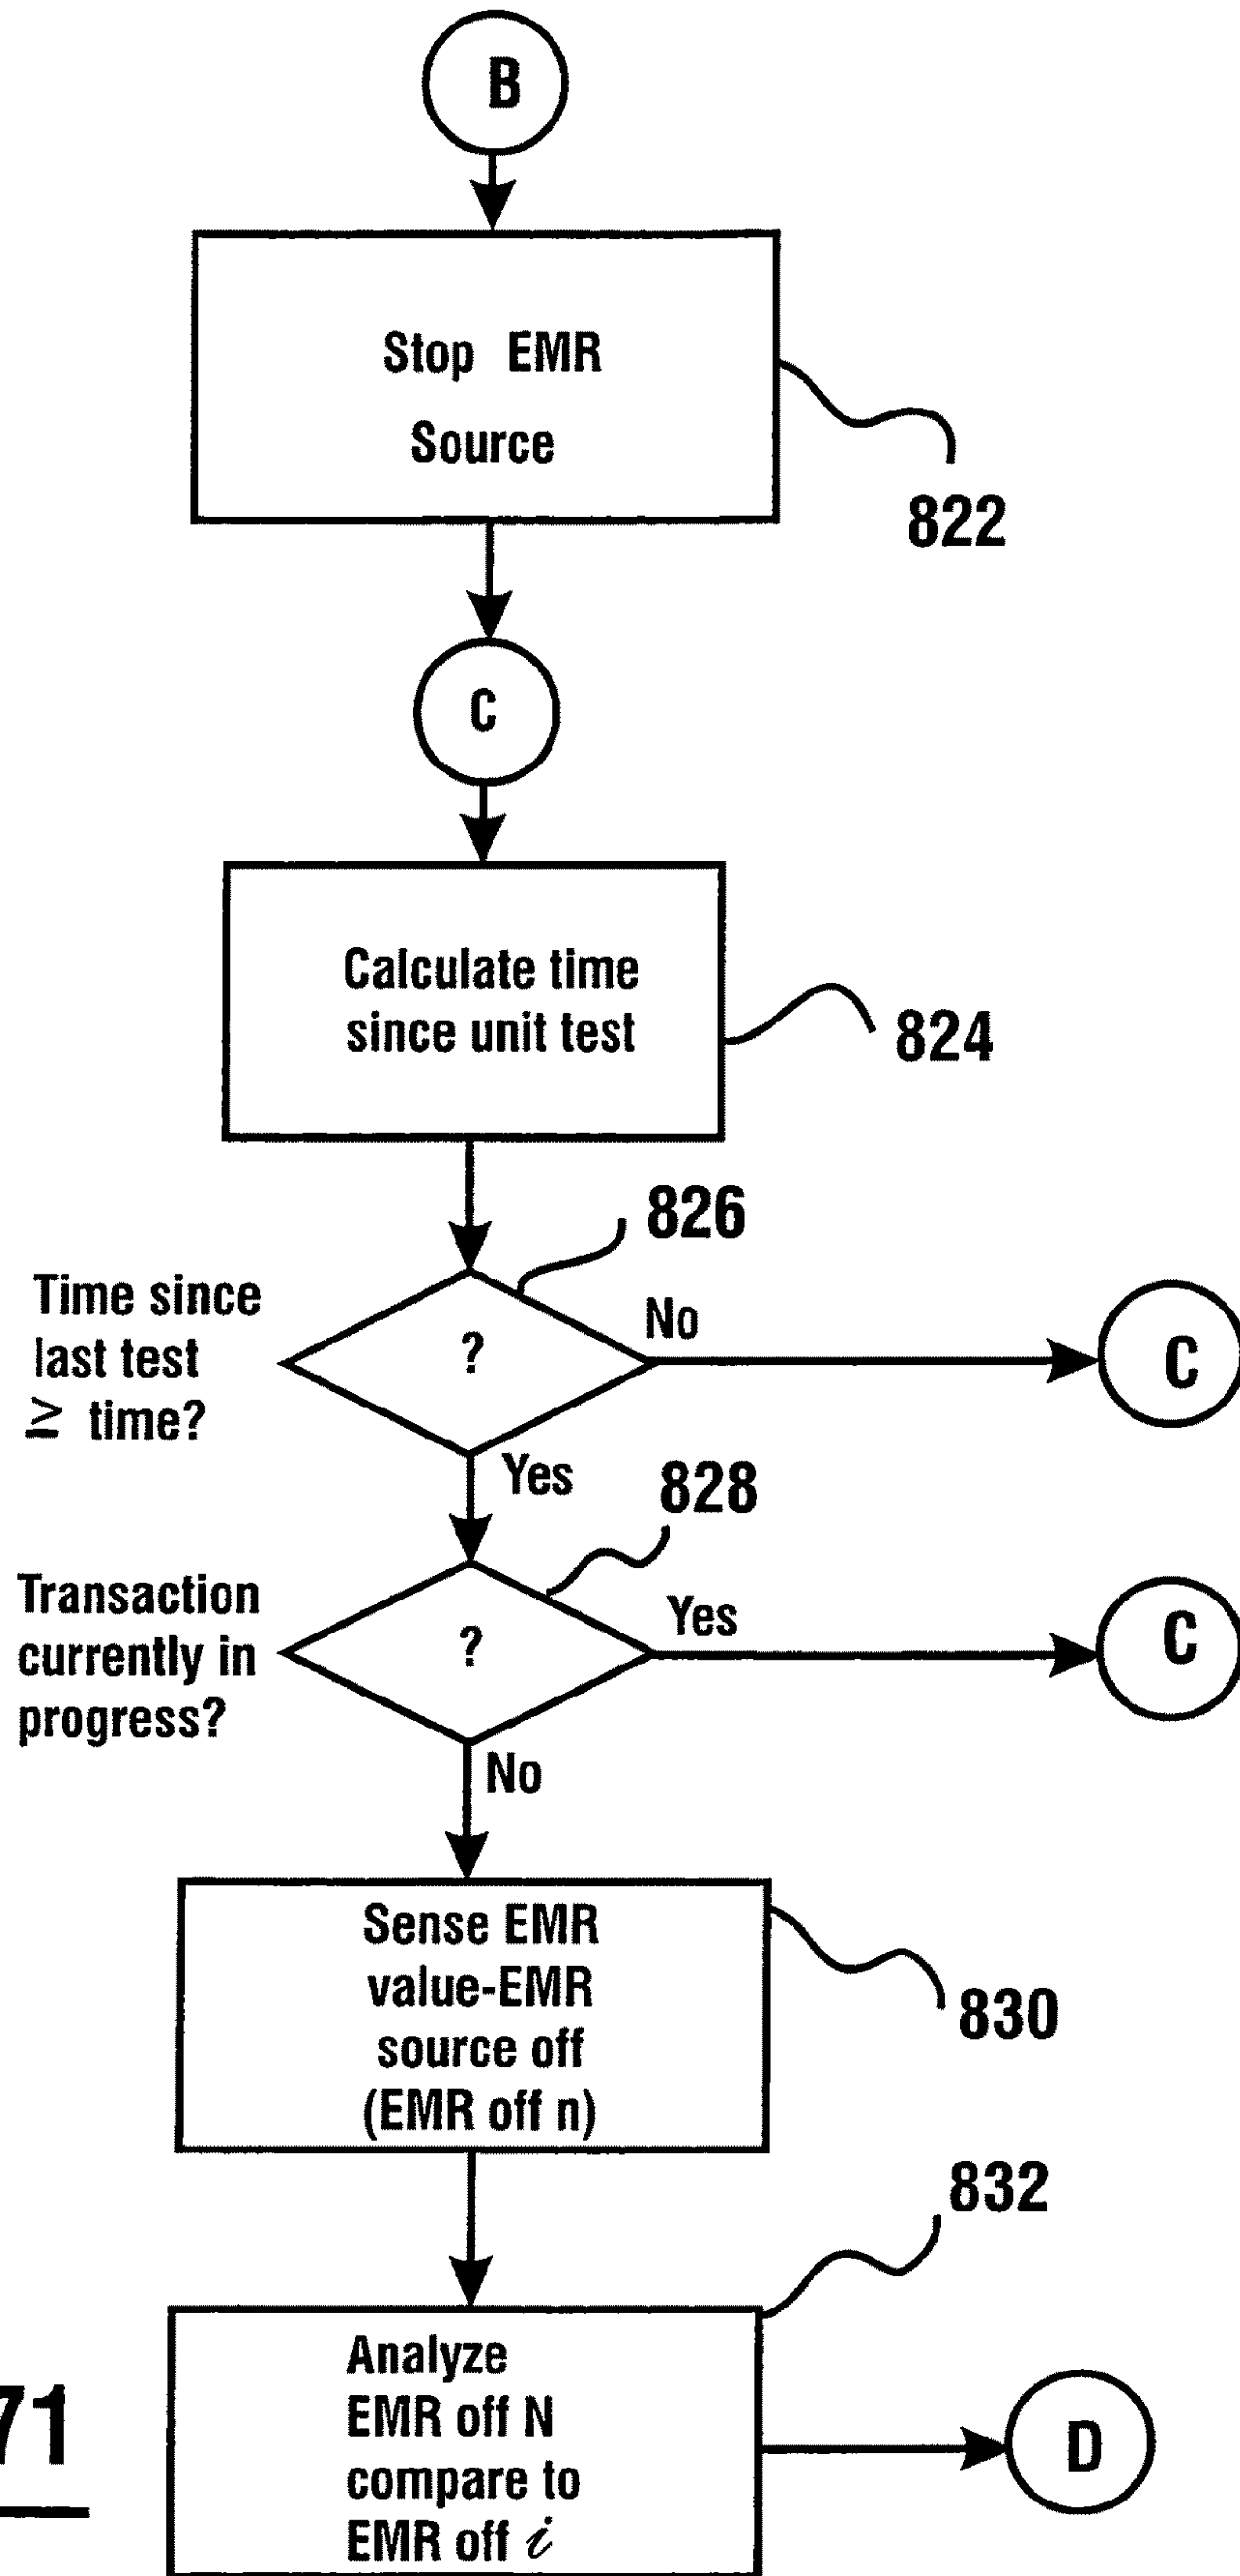 B
Stop EMR
Source
822
C
Calculate time
since unit test
824
826
Time since
last test
≥ time?
?
No
C
Yes
828
Transaction
currently in
progress?
?
Yes
C
No
Sense EMR
value-EMR
source off
(EMR off n)
830
832
Analyze
EMR off N
compare to
EMR off i
D
71